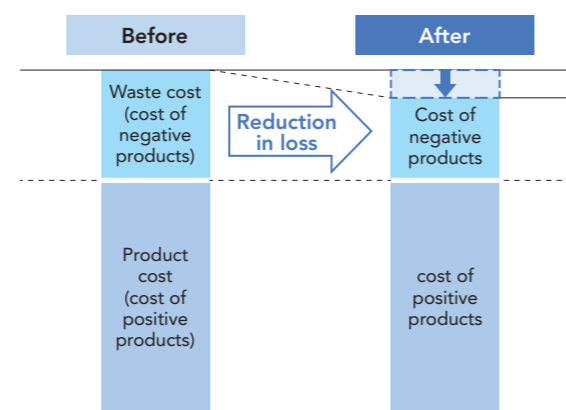 Before
After
Waste cost
(cost of
negative
products)
Reduction
in loss
Cost of
negative
products
Product
cost
(cost of
positive
products)
cost of
positive
products